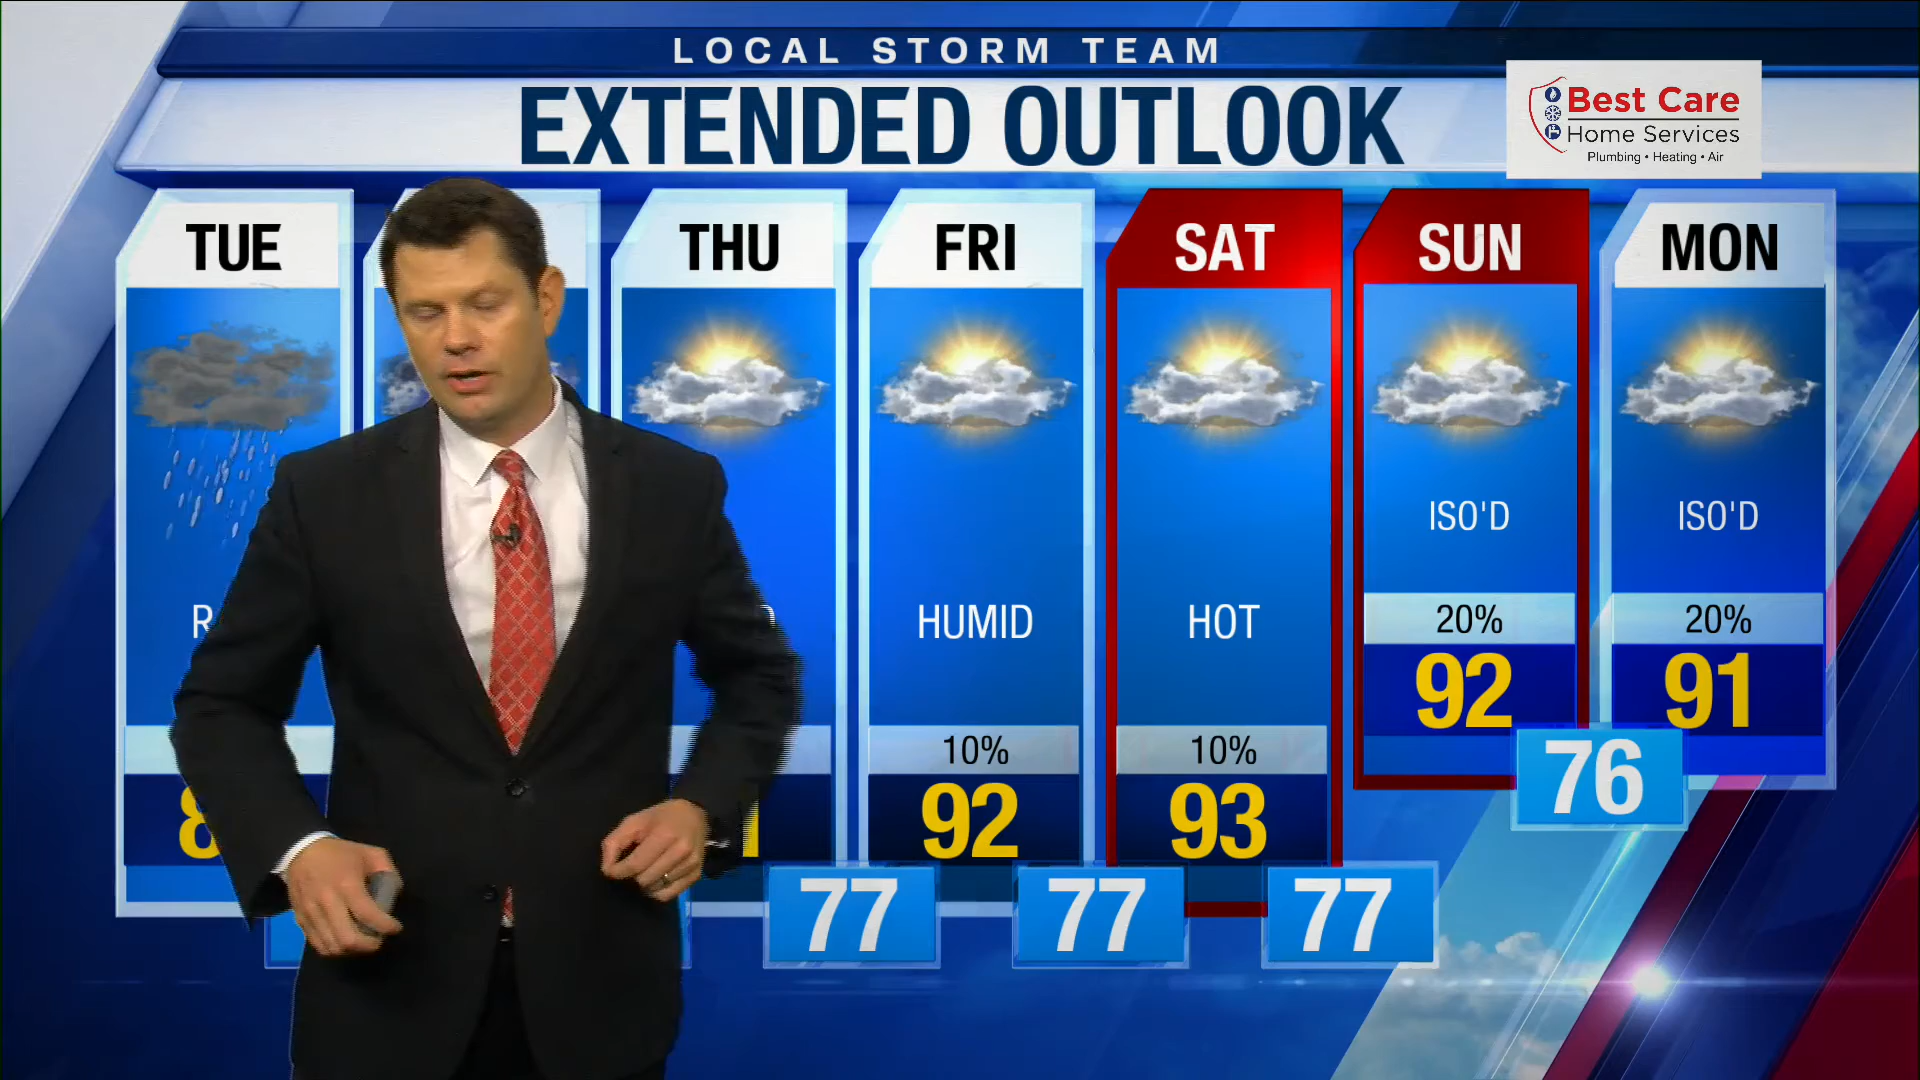 LOCAL STORM TEAM
EXTENDED OUTLOOK
Best Care
Home Services
Plumbing • Heating • Air
TUE
THU
FRI
SAT
SUN
MON
ISO'D
ISO'D
HUMID
HOT
20%
20%
92
91
10%
10%
76
92
93
77
77
77